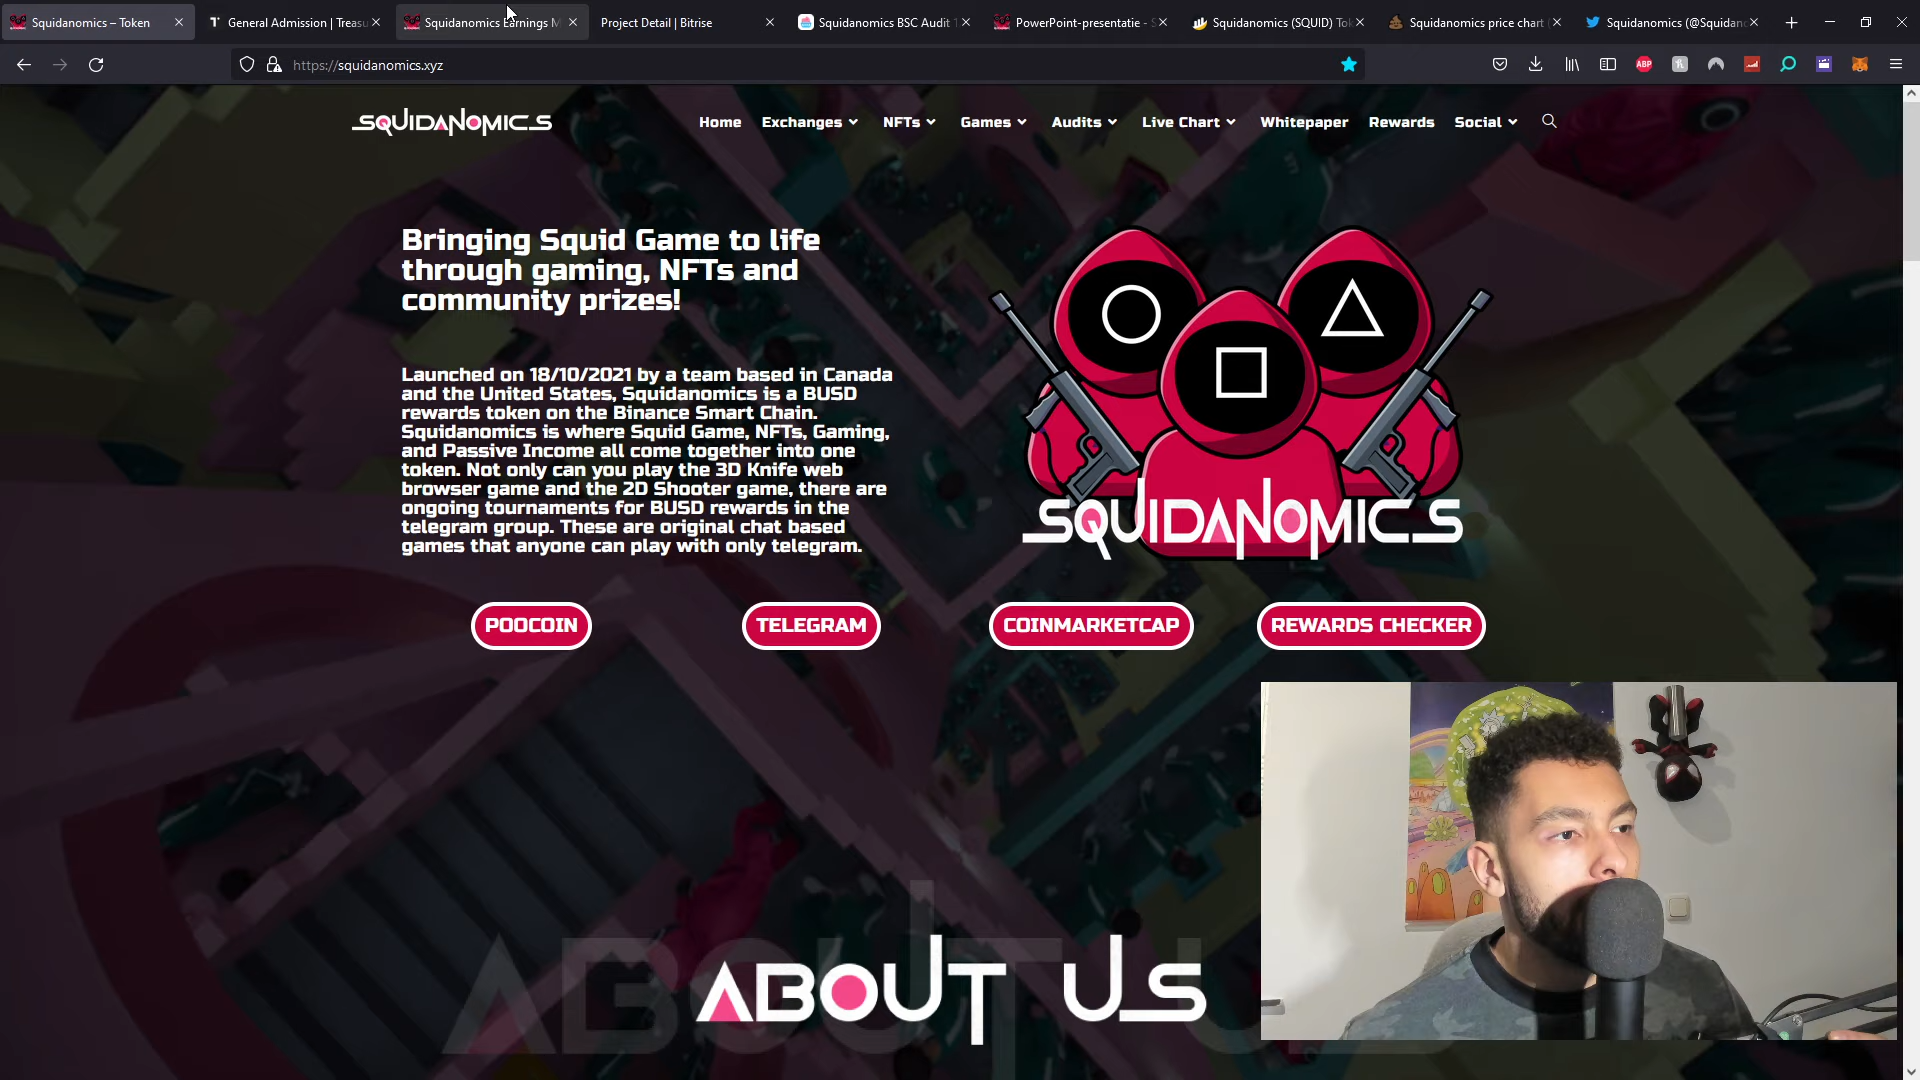 Squidanomics – Token
General Admission | Treasu
Squidanomics Earnings M
Project Detail | Bitrise
Squidanomics BSC Audit
PowerPoint-presentatie - S
Squidanomics (SQUID) Tok
Squidanomics price chart
Squidanomics (@Squidan
https://squidanomics.xyz
ABP
SQUIDANOMICS
Home
Exchanges
NFTs
Games
Audits
Live Chart
Whitepaper
Rewards
Social
Bringing Squid Game to life
through gaming, NFTs and
community prizes!
Launched on 18/10/2021 by a team based in Canada
and the United States, Squidanomics is a BUSD
rewards token on the Binance Smart Chain.
Squidanomics is where Squid Game, NFTs, Gaming,
and Passive Income all come together into one
token. Not only can you play the 3D Knife web
browser game and the 2D Shooter game, there are
ongoing tournaments for BUSD rewards in the
telegram group. These are original chat based
games that anyone can play with only telegram.
SQUIDANOMICS
POOCOIN
TELEGRAM
COINMARKETCAP
REWARDS CHECKER
ABOUT US
ABOUT US